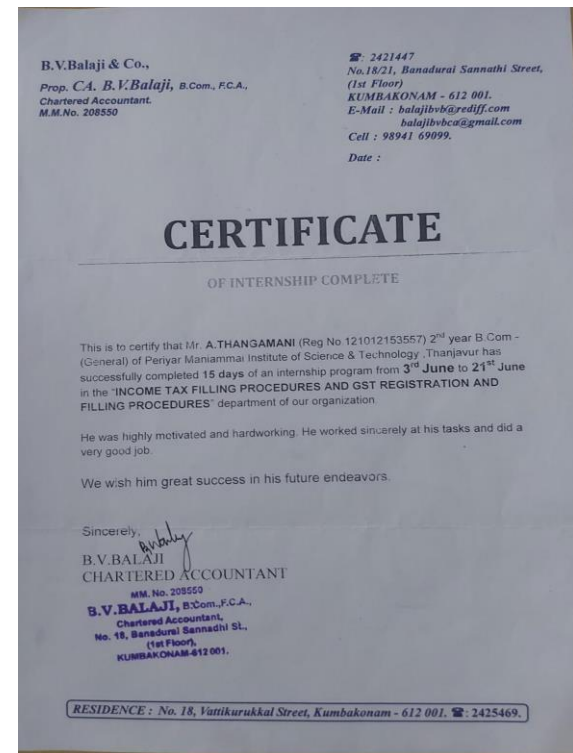 B.V.Balaji & Co.,
Prop. CA. B.V.Balaji, B.Com., F.C.A.,
Chartered Accountant.
M.M.No. 208550
☎: 2421447
No.18/21, Banadurai Sannathi Street,
(1st Floor)
KUMBAKONAM - 612 001.
E-Mail : balajibvb@rediff.com
balajibvbca@gmail.com
Cell : 98941 69099.
Date :
CERTIFICATE
OF INTERNSHIP COMPLETE
This is to certify that Mr. A.THANGAMANI (Reg No 121012153557) 2nd year B.Com -
(General) of Periyar Maniammai Institute of Science & Technology ,Thanjavur has
successfully completed 15 days of an internship program from 3rd June to 21st June
in the "INCOME TAX FILLING PROCEDURES AND GST REGISTRATION AND
FILLING PROCEDURES" department of our organization.
He was highly motivated and hardworking. He worked sincerely at his tasks and did a
very good job.
We wish him great success in his future endeavors.
Sincerely,
B.V.BALAJI
CHARTERED ACCOUNTANT
MM. No. 208550
B.V.BALAJI, B.Com.,F.C.A.,
Chartered Accountant,
No. 18, Banadurai Sannadhi St.,
(1st Floor),
KUMBAKONAM-612 001.
RESIDENCE : No. 18, Vattikurukkal Street, Kumbakonam - 612 001. ☎: 2425469.